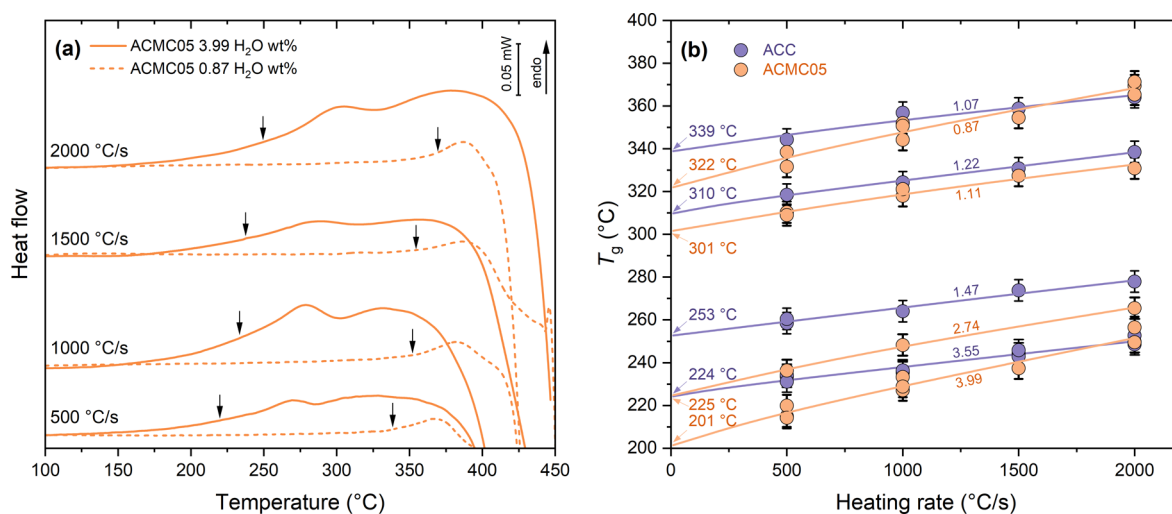 (a)
ACMC05 3.99 H₂O wt%
ACMC05 0.87 H₂O wt%
0.05 mW
endo
2000 °C/s
1500 °C/s
1000 °C/s
500 °C/s
Heat flow
100 150 200 250 300 350 400 450
Temperature (°C)
(b)
ACC
ACMC05
380
360
340
320
300
280
260
240
220
200
Tg (°C)
339 °C
322 °C
310 °C
301 °C
253 °C
224 °C
225 °C
201 °C
1.07
0.87
1.22
1.11
1.47
2.74
3.55
3.99
0 500 1000 1500 2000
Heating rate (°C/s)